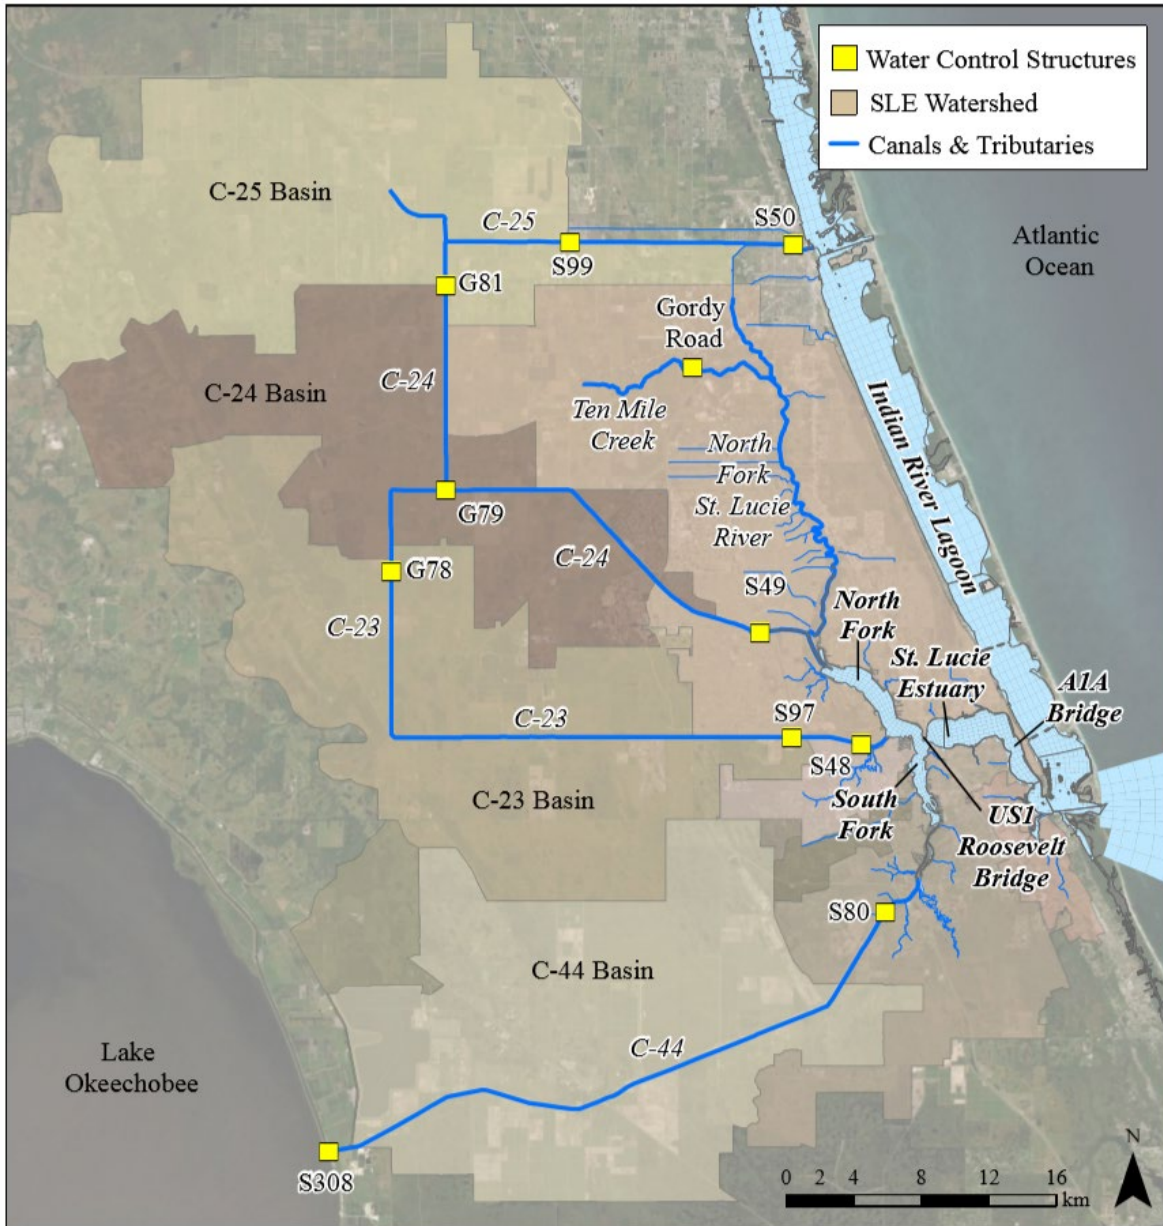 Water Control Structures
SLE Watershed
Canals & Tributaries
C-25 Basin
C-25
S50
S99
Atlantic
Ocean
G81
Gordy
Road
C-24
C-24 Basin
Ten Mile
Creek
Indian River Lagoon
North
Fork
St. Lucie
River
G79
C-24
G78
S49
C-23
North
Fork
St. Lucie
Estuary
A1A
Bridge
C-23
S97
S48
C-23 Basin
South
Fork
US1
Roosevelt
Bridge
S80
C-44 Basin
C-44
Lake
Okeechobee
S308
N
0 2 4 8 12 16
km